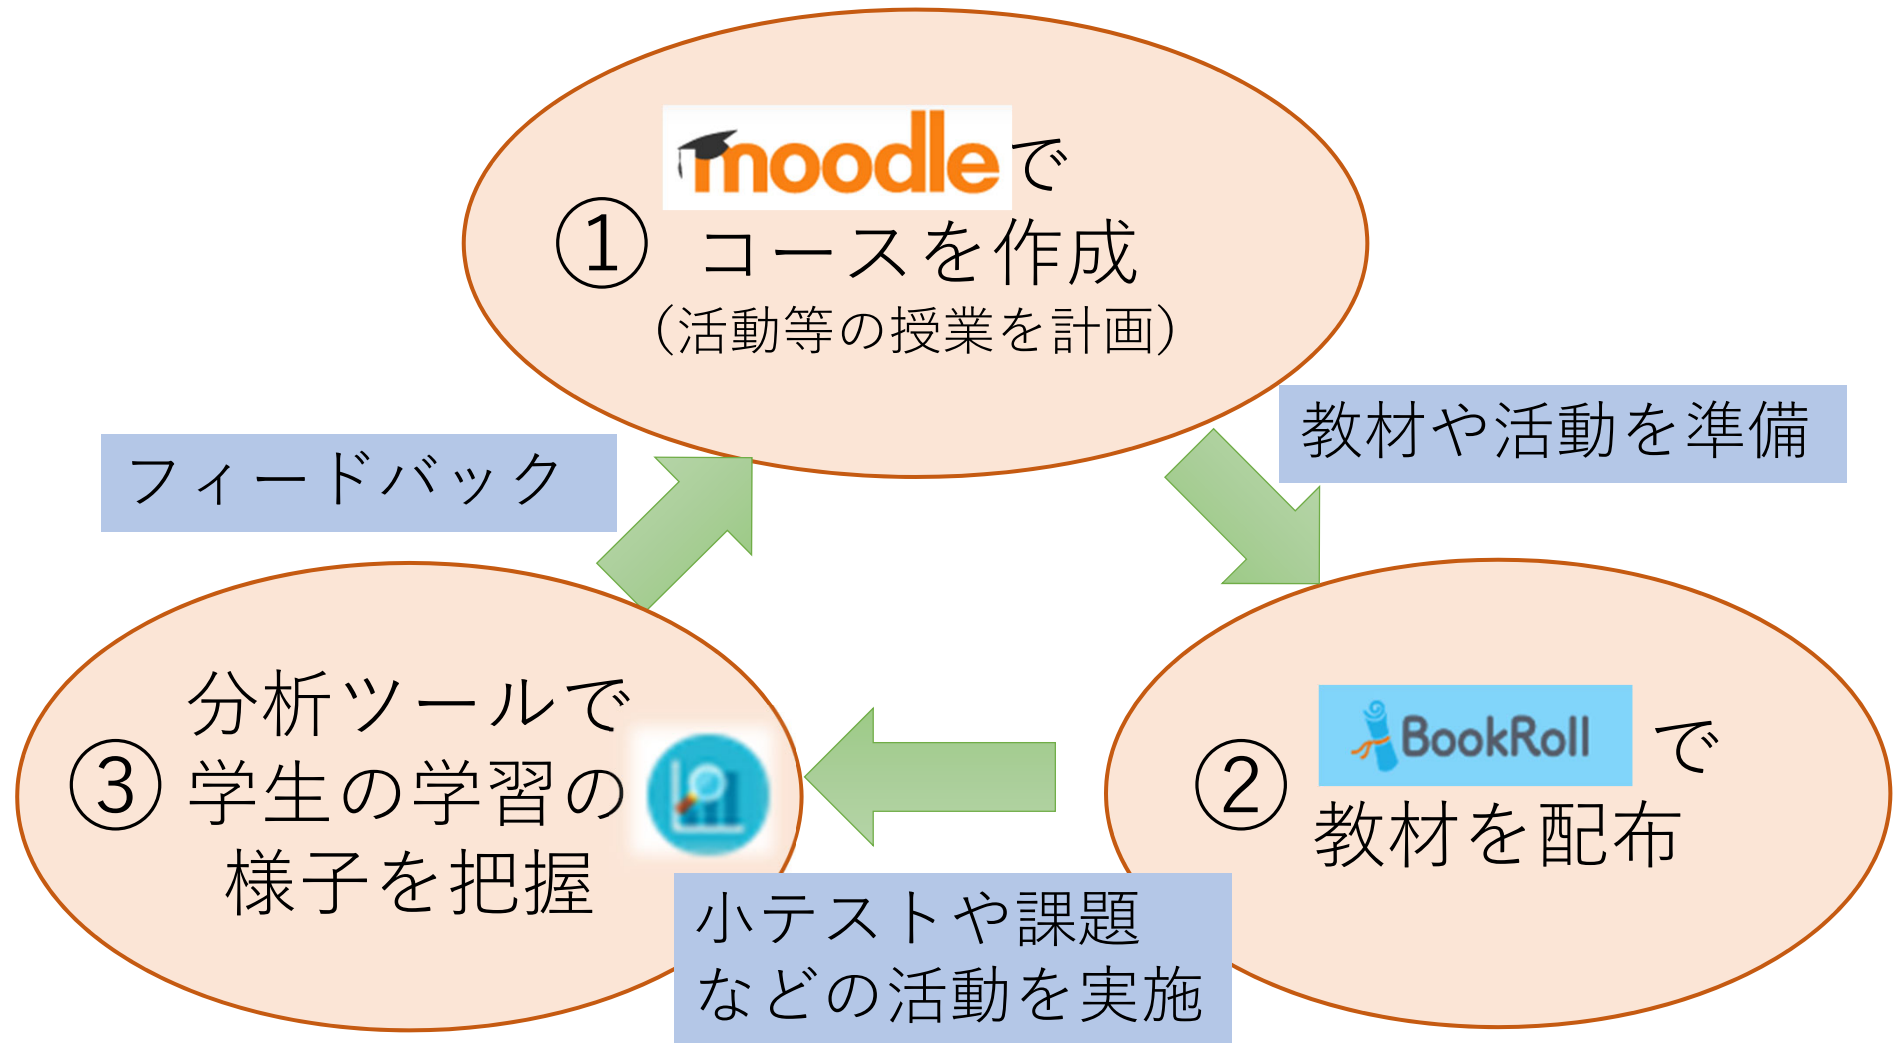 moodleで
① コースを作成
（活動等の授業を計画）
教材や活動を準備
フィードバック
② BookRoll で
教材を配布
小テストや課題
などの活動を実施
③ 分析ツールで
学生の学習の
様子を把握